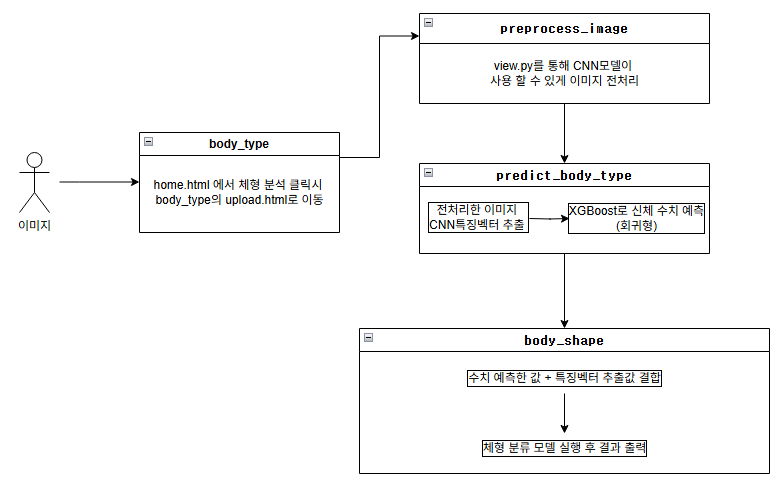 이미지
body_type
home.html 에서 체형 분석 클릭시
body_type의 upload.html로 이동
preprocess_image
view.py를 통해 CNN모델이
사용 할 수 있게 이미지 전처리
predict_body_type
전처리한 이미지
CNN특징벡터 추출
XGBoost로 신체 수치 예측
(회귀형)
body_shape
수치 예측한 값 + 특징벡터 추출값 결합
체형 분류 모델 실행 후 결과 출력